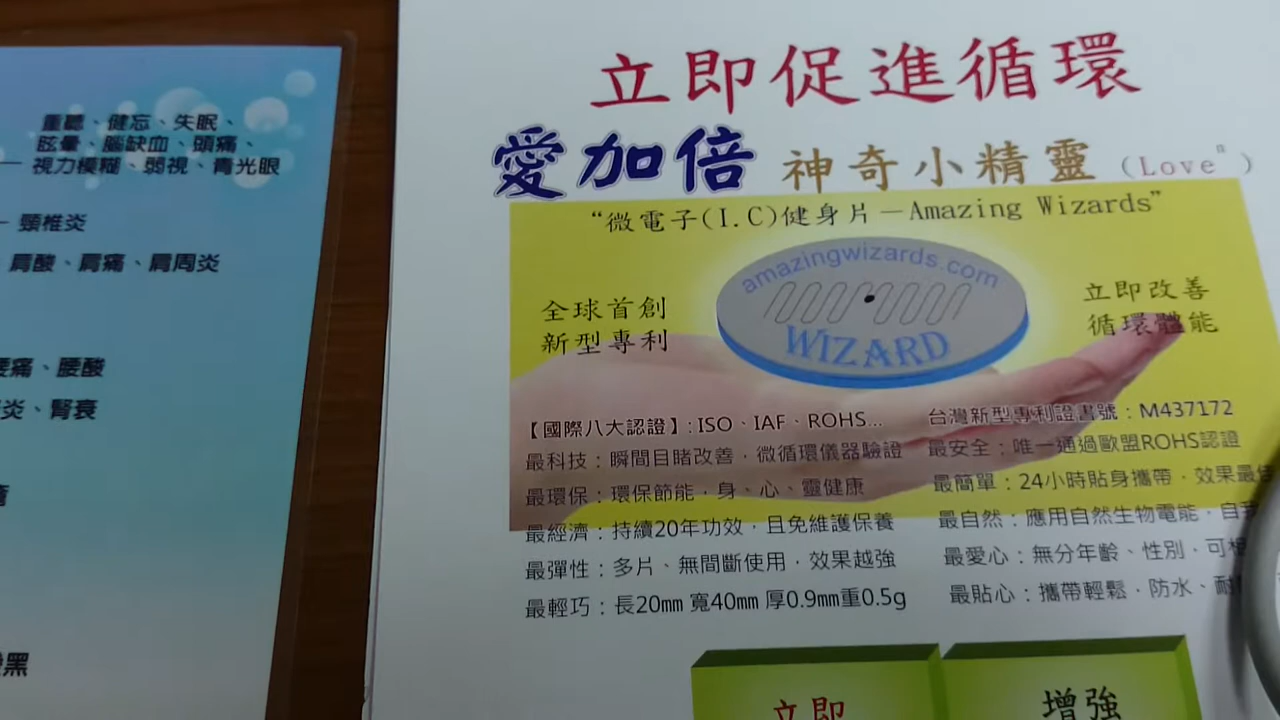 重聽、健忘、失眠、
眩暈、腦缺血、頭痛、
視力模糊、弱視、青光眼
頸椎炎
肩酸、肩痛、肩周炎
腰痛、腰酸
炎、腎衰
黑
立即促進循環
愛加倍 神奇小精靈 (Loveⁿ)
“微電子(I.C)健身片－Amazing Wizards”
amazingwizards.com
WIZARD
全球首創
新型專利
立即改善
循環體能
【國際八大認證】: ISO、IAF、ROHS...
台灣新型專利證書號：M437172
最科技：瞬間目睹改善，微循環儀器驗證
最安全：唯一通過歐盟ROHS認證
最環保：環保節能，身、心、靈健康
最簡單：24小時貼身攜帶，效果最
最經濟：持續20年功效，且免維護保養
最自然：應用自然生物電能，自
最彈性：多片、無間斷使用，效果越強
最愛心：無分年齡、性別，可
最輕巧：長20mm 寬40mm 厚0.9mm重0.5g
最貼心：攜帶輕鬆，防水、耐
立即
增強